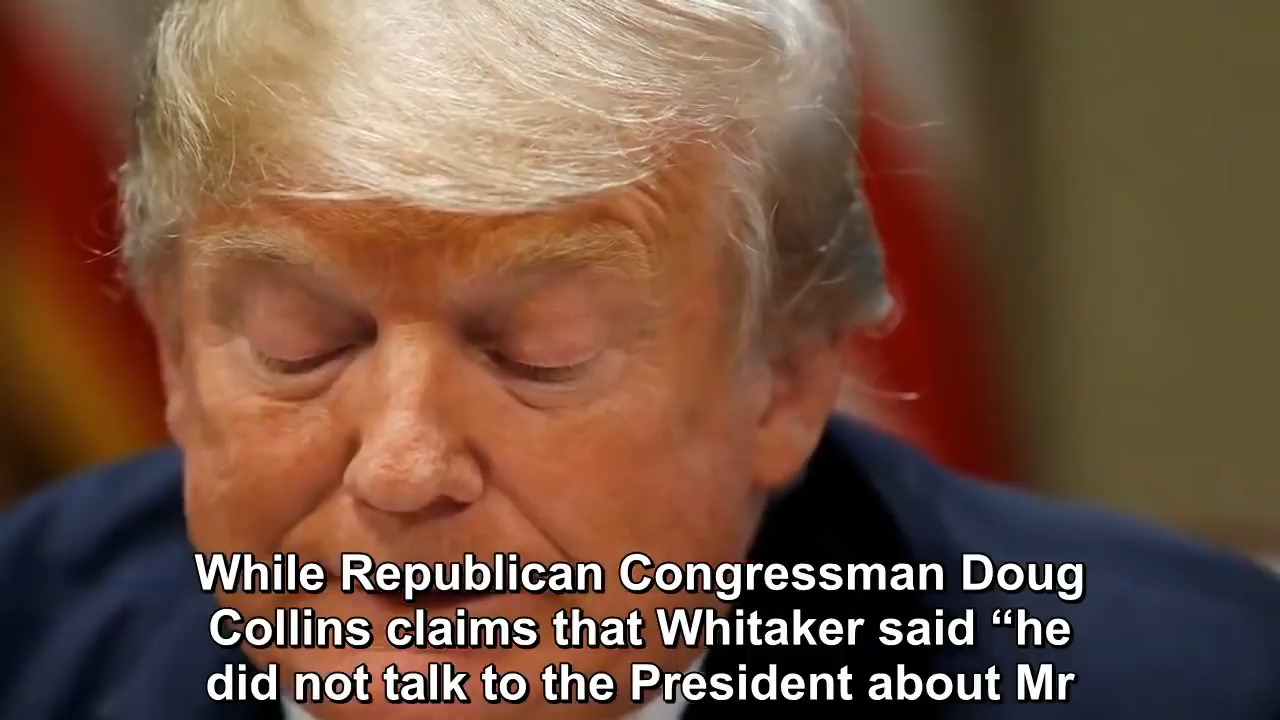 While Republican Congressman Doug
Collins claims that Whitaker said “he
did not talk to the President about Mr